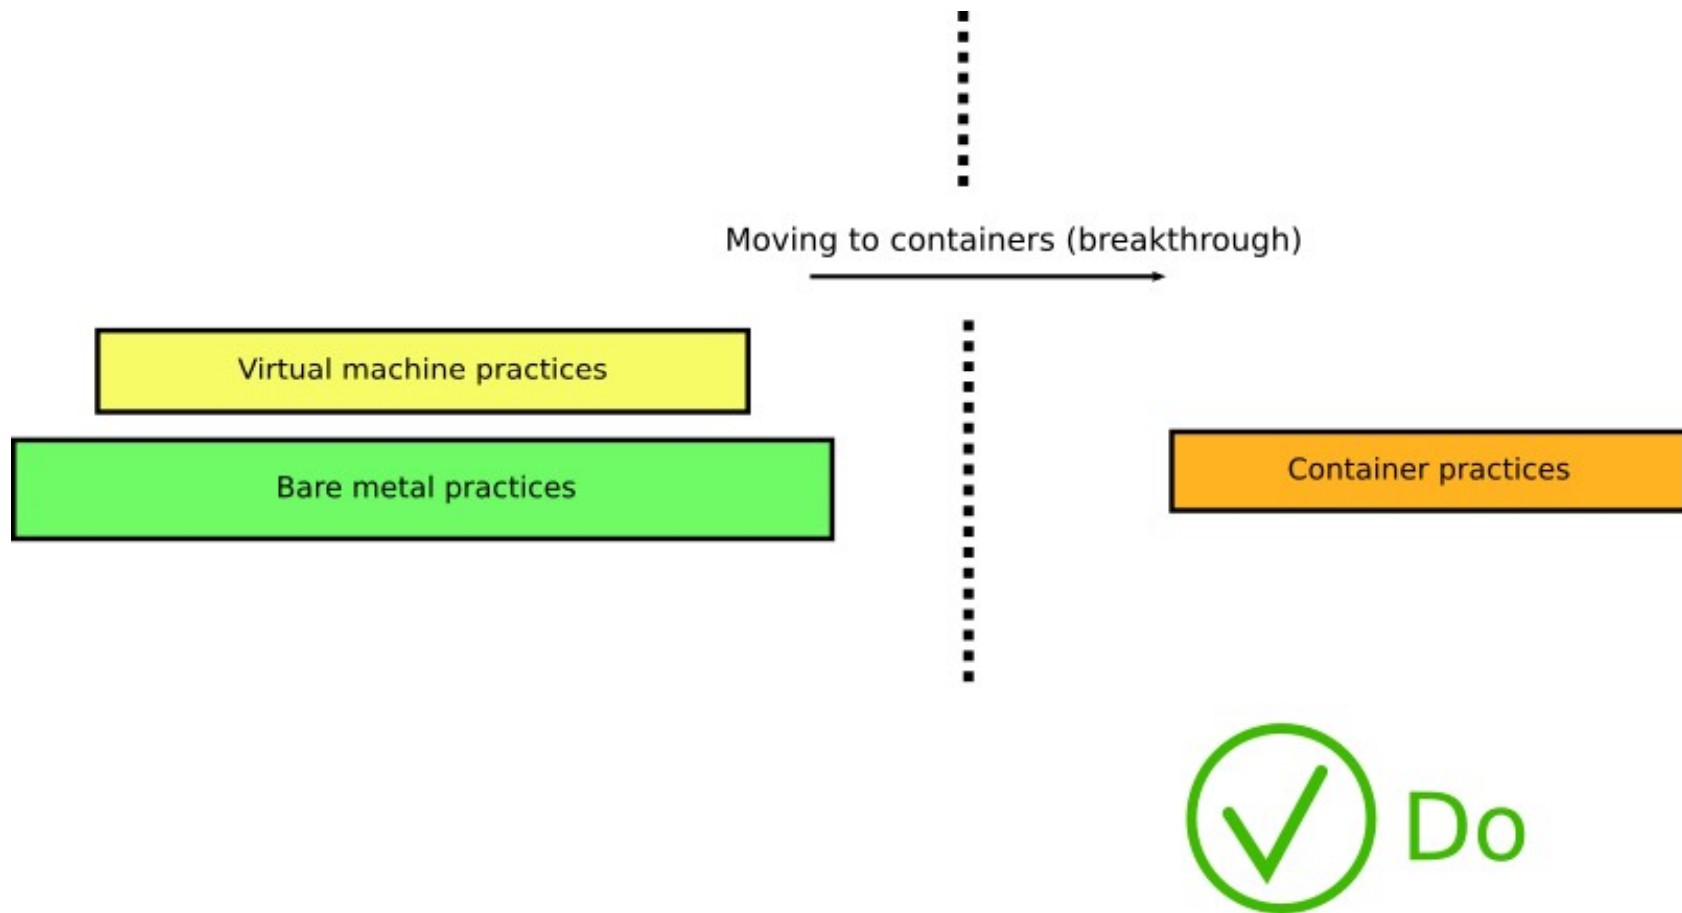 Moving to containers (breakthrough)
Virtual machine practices
Bare metal practices
Container practices
Do